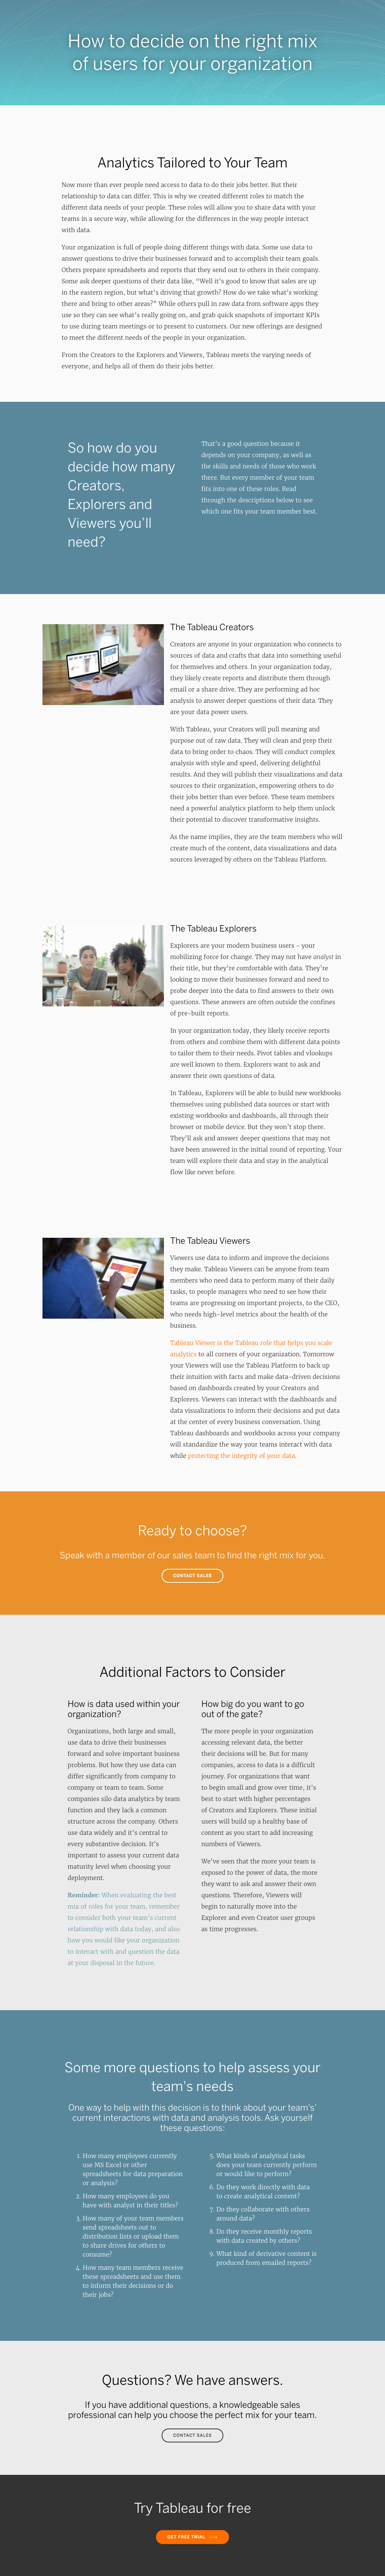 How to decide on the right mix
of users for your organization
Analytics Tailored to Your Team
Now more than ever people need access to data to do their jobs better. But their
relationship to data can differ. This is why we created different roles to match the
different data needs of your people. These roles will allow you to share data with your
teams in a secure way, while allowing for the differences in the way people interact
with data.
Your organization is full of people doing different things with data. Some use data to
answer questions to drive their businesses forward and to accomplish their team goals.
Others prepare spreadsheets and reports that they send out to others in their company.
Some ask deeper questions of their data like, "Well it's good to know that sales are up
in the eastern region, but what's driving that growth? How do we take what's working
there and bring to other areas?" While others pull in raw data from software apps they
use so they can see what's really going on, and grab quick snapshots of important KPIs
to use during team meetings or to present to customers. Our new offerings are designed
to meet the different needs of the people in your organization.
From the Creators to the Explorers and Viewers, Tableau meets the varying needs of
everyone, and helps all of them do their jobs better.
So how do you
decide how many
Creators,
Explorers and
Viewers you'll
need?
That's a good question because it
depends on your company, as well as
the skills and needs of those who work
there. But every member of your team
fits into one of these roles. Read
through the descriptions below to see
which one fits your team member best.
The Tableau Creators
Creators are anyone in your organization who connects to
sources of data and crafts that data into something useful
for themselves and others. In your organization today,
they likely create reports and distribute them through
email or a share drive. They are performing ad hoc
analysis to answer deeper questions of their data. They
are your data power users.
With Tableau, your Creators will pull meaning and
purpose out of raw data. They will clean and prep their
data to bring order to chaos. They will conduct complex
analysis with style and speed, delivering delightful
results. And they will publish their visualizations and data
sources to their organization, empowering others to do
their jobs better than ever before. These team members
need a powerful analytics platform to help them unlock
their potential to discover transformative insights.
As the name implies, they are the team members who will
create much of the content, data visualizations and data
sources leveraged by others on the Tableau Platform.
The Tableau Explorers
Explorers are your modern business users - your
mobilizing force for change. They may not have analyst in
their title, but they're comfortable with data. They're
looking to move their businesses forward and need to
probe deeper into the data to find answers to their own
questions. These answers are often outside the confines
of pre-built reports.
In your organization today, they likely receive reports
from others and combine them with different data points
to tailor them to their needs. Pivot tables and vlookups
are well known to them. Explorers want to ask and
answer their own questions of data.
In Tableau, Explorers will be able to build new workbooks
themselves using published data sources or start with
existing workbooks and dashboards, all through their
browser or mobile device. But they won't stop there.
They'll ask and answer deeper questions that may not
have been answered in the initial round of reporting. Your
team will explore their data and stay in the analytical
flow like never before.
The Tableau Viewers
Viewers use data to inform and improve the decisions
they make. Tableau Viewers can be anyone from team
members who need data to perform many of their daily
tasks, to people managers who need to see how their
teams are progressing on important projects, to the CEO,
who needs high-level metrics about the health of the
business.
Tableau Viewer is the Tableau role that helps you scale
analytics to all corners of your organization. Tomorrow
your Viewers will use the Tableau Platform to back up
their intuition with facts and make data-driven decisions
based on dashboards created by your Creators and
Explorers. Viewers can interact with the dashboards and
data visualizations to inform their decisions and put data
at the center of every business conversation. Using
Tableau dashboards and workbooks across your company
will standardize the way your teams interact with data
while protecting the integrity of your data.
Ready to choose?
Speak with a member of our sales team to find the right mix for you.
CONTACT SALES
Additional Factors to Consider
How is data used within your
organization?
Organizations, both large and small,
use data to drive their businesses
forward and solve important business
problems. But how they use data can
differ significantly from company to
company or team to team. Some
companies silo data analytics by team
function and they lack a common
structure across the company. Others
use data widely and it's central to
every substantive decision. It's
important to assess your current data
maturity level when choosing your
deployment.
Reminder: When evaluating the best
mix of roles for your team, remember
to consider both your team's current
relationship with data today, and also
how you would like your organization
to interact with and question the data
at your disposal in the future.
How big do you want to go
out of the gate?
The more people in your organization
accessing relevant data, the better
their decisions will be. But for many
companies, access to data is a difficult
journey. For organizations that want
to begin small and grow over time, it's
best to start with higher percentages
of Creators and Explorers. These initial
users will build up a healthy base of
content as you start to add increasing
numbers of Viewers.
We've seen that the more your team is
exposed to the power of data, the more
they want to ask and answer their own
questions. Therefore, Viewers will
begin to naturally move into the
Explorer and even Creator user groups
as time progresses.
Some more questions to help assess your
team's needs
One way to help with this decision is to think about your team's'
current interactions with data and analysis tools. Ask yourself
these questions:
1. How many employees currently
use MS Excel or other
spreadsheets for data preparation
or analysis?
2. How many employees do you
have with analyst in their titles?
3. How many of your team members
send spreadsheets out to
distribution lists or upload them
to share drives for others to
consume?
4. How many team members receive
these spreadsheets and use them
to inform their decisions or do
their jobs?
5. What kinds of analytical tasks
does your team currently perform
or would like to perform?
6. Do they work directly with data
to create analytical content?
7. Do they collaborate with others
around data?
8. Do they receive monthly reports
with data created by others?
9. What kind of derivative content is
produced from emailed reports?
Questions? We have answers.
If you have additional questions, a knowledgeable sales
professional can help you choose the perfect mix for your team.
CONTACT SALES
Try Tableau for free
GET FREE TRIAL